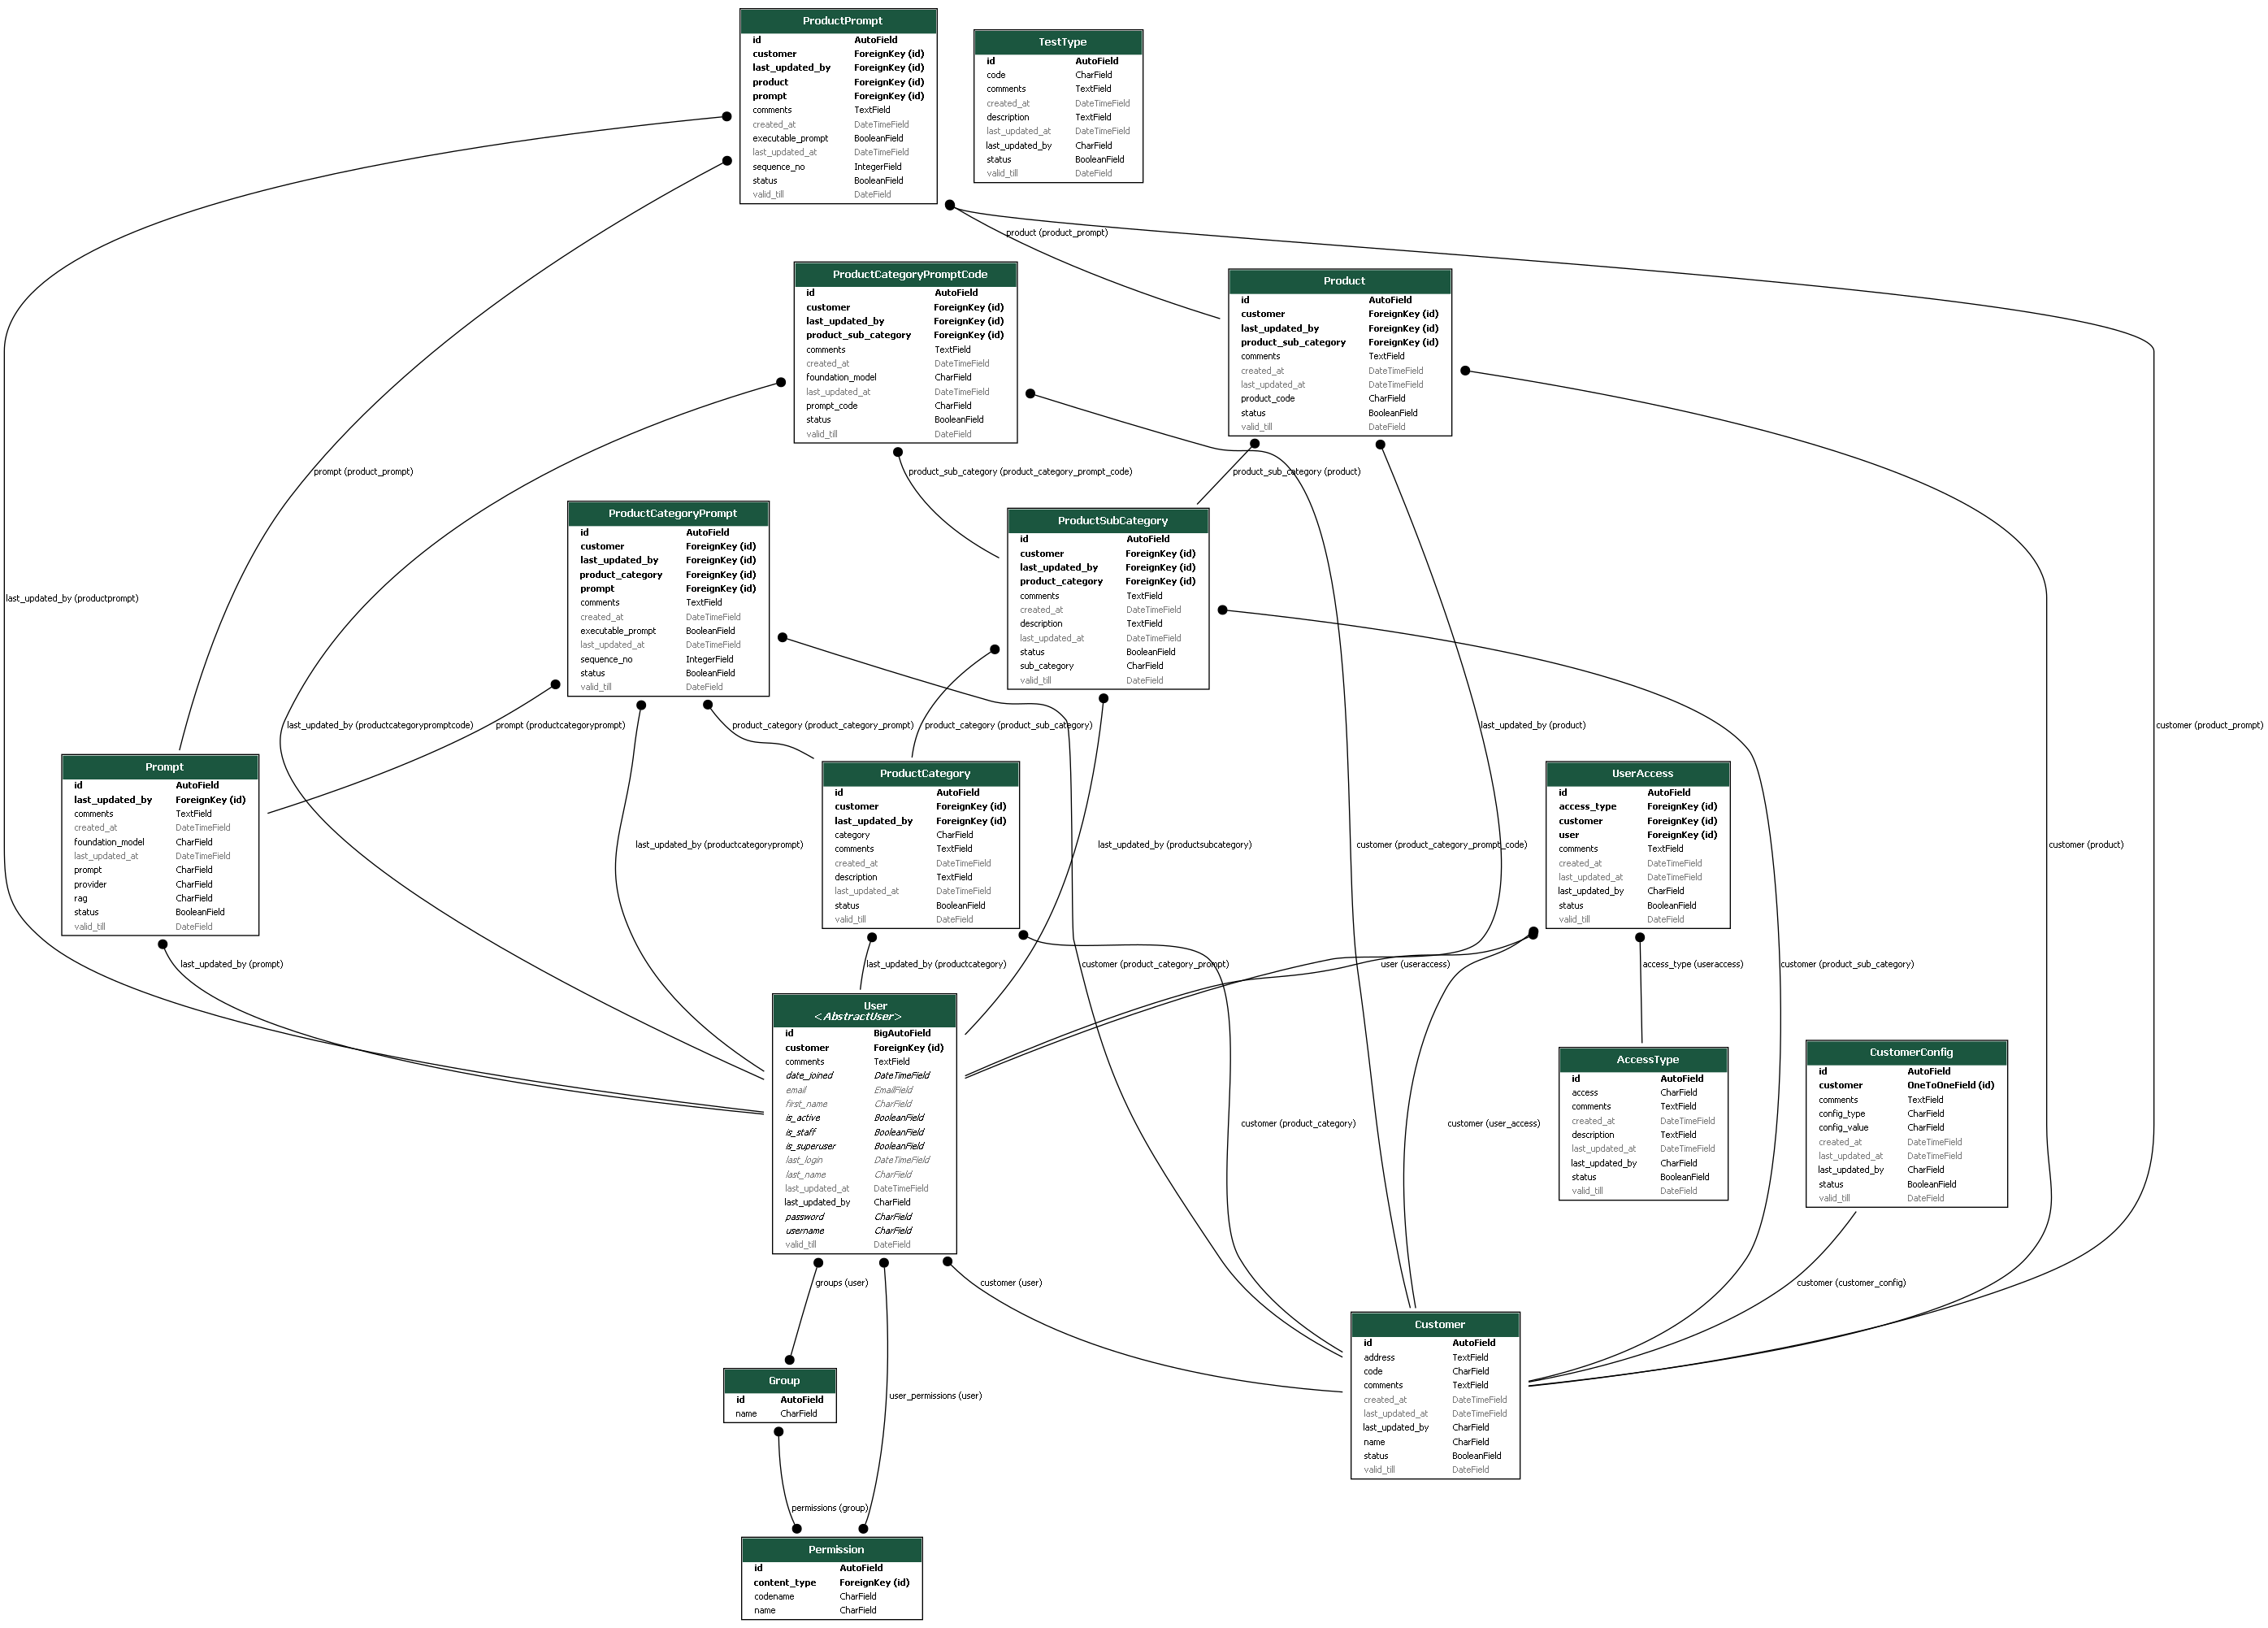 ProductPrompt
id AutoField
customer ForeignKey (id)
last_updated_by ForeignKey (id)
product ForeignKey (id)
prompt ForeignKey (id)
comments TextField
created_at DateTimeField
executable_prompt BooleanField
last_updated_at DateTimeField
sequence_no IntegerField
status BooleanField
valid_till DateField
TestType
id AutoField
code CharField
comments TextField
created_at DateTimeField
description TextField
last_updated_at DateTimeField
last_updated_by CharField
status BooleanField
valid_till DateField
product (product_prompt)
ProductCategoryPromptCode
id AutoField
customer ForeignKey (id)
last_updated_by ForeignKey (id)
product_sub_category ForeignKey (id)
comments TextField
created_at DateTimeField
foundation_model CharField
last_updated_at DateTimeField
prompt_code CharField
status BooleanField
valid_till DateField
Product
id AutoField
customer ForeignKey (id)
last_updated_by ForeignKey (id)
product_sub_category ForeignKey (id)
comments TextField
created_at DateTimeField
last_updated_at DateTimeField
product_code CharField
status BooleanField
valid_till DateField
prompt (product_prompt)
product_sub_category (product_category_prompt_code)
product_sub_category (product)
ProductCategoryPrompt
id AutoField
customer ForeignKey (id)
last_updated_by ForeignKey (id)
product_category ForeignKey (id)
prompt ForeignKey (id)
comments TextField
created_at DateTimeField
executable_prompt BooleanField
last_updated_at DateTimeField
sequence_no IntegerField
status BooleanField
valid_till DateField
ProductSubCategory
id AutoField
customer ForeignKey (id)
last_updated_by ForeignKey (id)
product_category ForeignKey (id)
comments TextField
created_at DateTimeField
description TextField
last_updated_at DateTimeField
status BooleanField
sub_category CharField
valid_till DateField
last_updated_by (productprompt)
last_updated_by (productcategorypromptcode)
prompt (productcategoryprompt)
product_category (product_category_prompt)
product_category (product_sub_category)
last_updated_by (product)
customer (product_prompt)
Prompt
id AutoField
last_updated_by ForeignKey (id)
comments TextField
created_at DateTimeField
foundation_model CharField
last_updated_at DateTimeField
prompt CharField
provider CharField
rag CharField
status BooleanField
valid_till DateField
ProductCategory
id AutoField
customer ForeignKey (id)
last_updated_by ForeignKey (id)
category CharField
comments TextField
created_at DateTimeField
description TextField
last_updated_at DateTimeField
status BooleanField
valid_till DateField
UserAccess
id AutoField
access_type ForeignKey (id)
customer ForeignKey (id)
user ForeignKey (id)
comments TextField
created_at DateTimeField
last_updated_at DateTimeField
last_updated_by CharField
status BooleanField
valid_till DateField
last_updated_by (productcategoryprompt)
last_updated_by (productsubcategory)
customer (product_category_prompt_code)
customer (product)
last_updated_by (prompt)
last_updated_by (productcategory)
customer (product_category_prompt)
user (useraccess)
access_type (useraccess)
customer (product_sub_category)
User
<AbstractUser>
id BigAutoField
customer ForeignKey (id)
comments TextField
date_joined DateTimeField
email EmailField
first_name CharField
is_active BooleanField
is_staff BooleanField
is_superuser BooleanField
last_login DateTimeField
last_name CharField
last_updated_at DateTimeField
last_updated_by CharField
password CharField
username CharField
valid_till DateField
customer (product_category)
customer (user_access)
AccessType
id AutoField
access CharField
comments TextField
created_at DateTimeField
description TextField
last_updated_at DateTimeField
last_updated_by CharField
status BooleanField
valid_till DateField
CustomerConfig
id AutoField
customer OneToOneField (id)
comments TextField
config_type CharField
config_value CharField
created_at DateTimeField
last_updated_at DateTimeField
last_updated_by CharField
status BooleanField
valid_till DateField
groups (user)
customer (user)
customer (customer_config)
Customer
id AutoField
address TextField
code CharField
comments TextField
created_at DateTimeField
last_updated_at DateTimeField
last_updated_by CharField
name CharField
status BooleanField
valid_till DateField
Group
id AutoField
name CharField
user_permissions (user)
permissions (group)
Permission
id AutoField
content_type ForeignKey (id)
codename CharField
name CharField